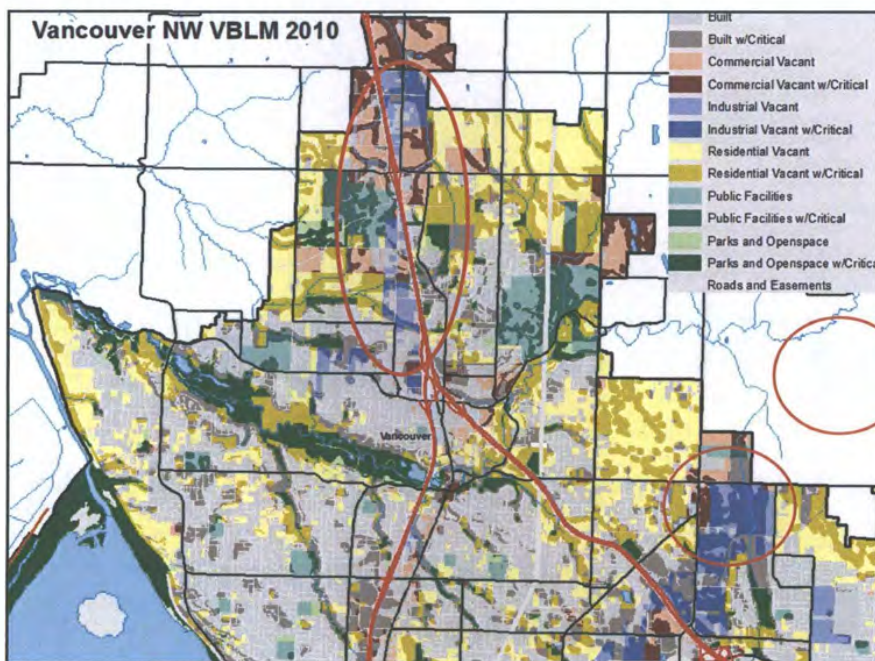 Vancouver NW VBLM 2010
Built
Built w/Critical
Commercial Vacant
Commercial Vacant w/Critical
Industrial Vacant
Industrial Vacant w/Critical
Residential Vacant
Residential Vacant w/Critical
Public Facilities
Public Facilities w/Critical
Parks and Openspace
Parks and Openspace w/Critica
Roads and Easements
Vancouver